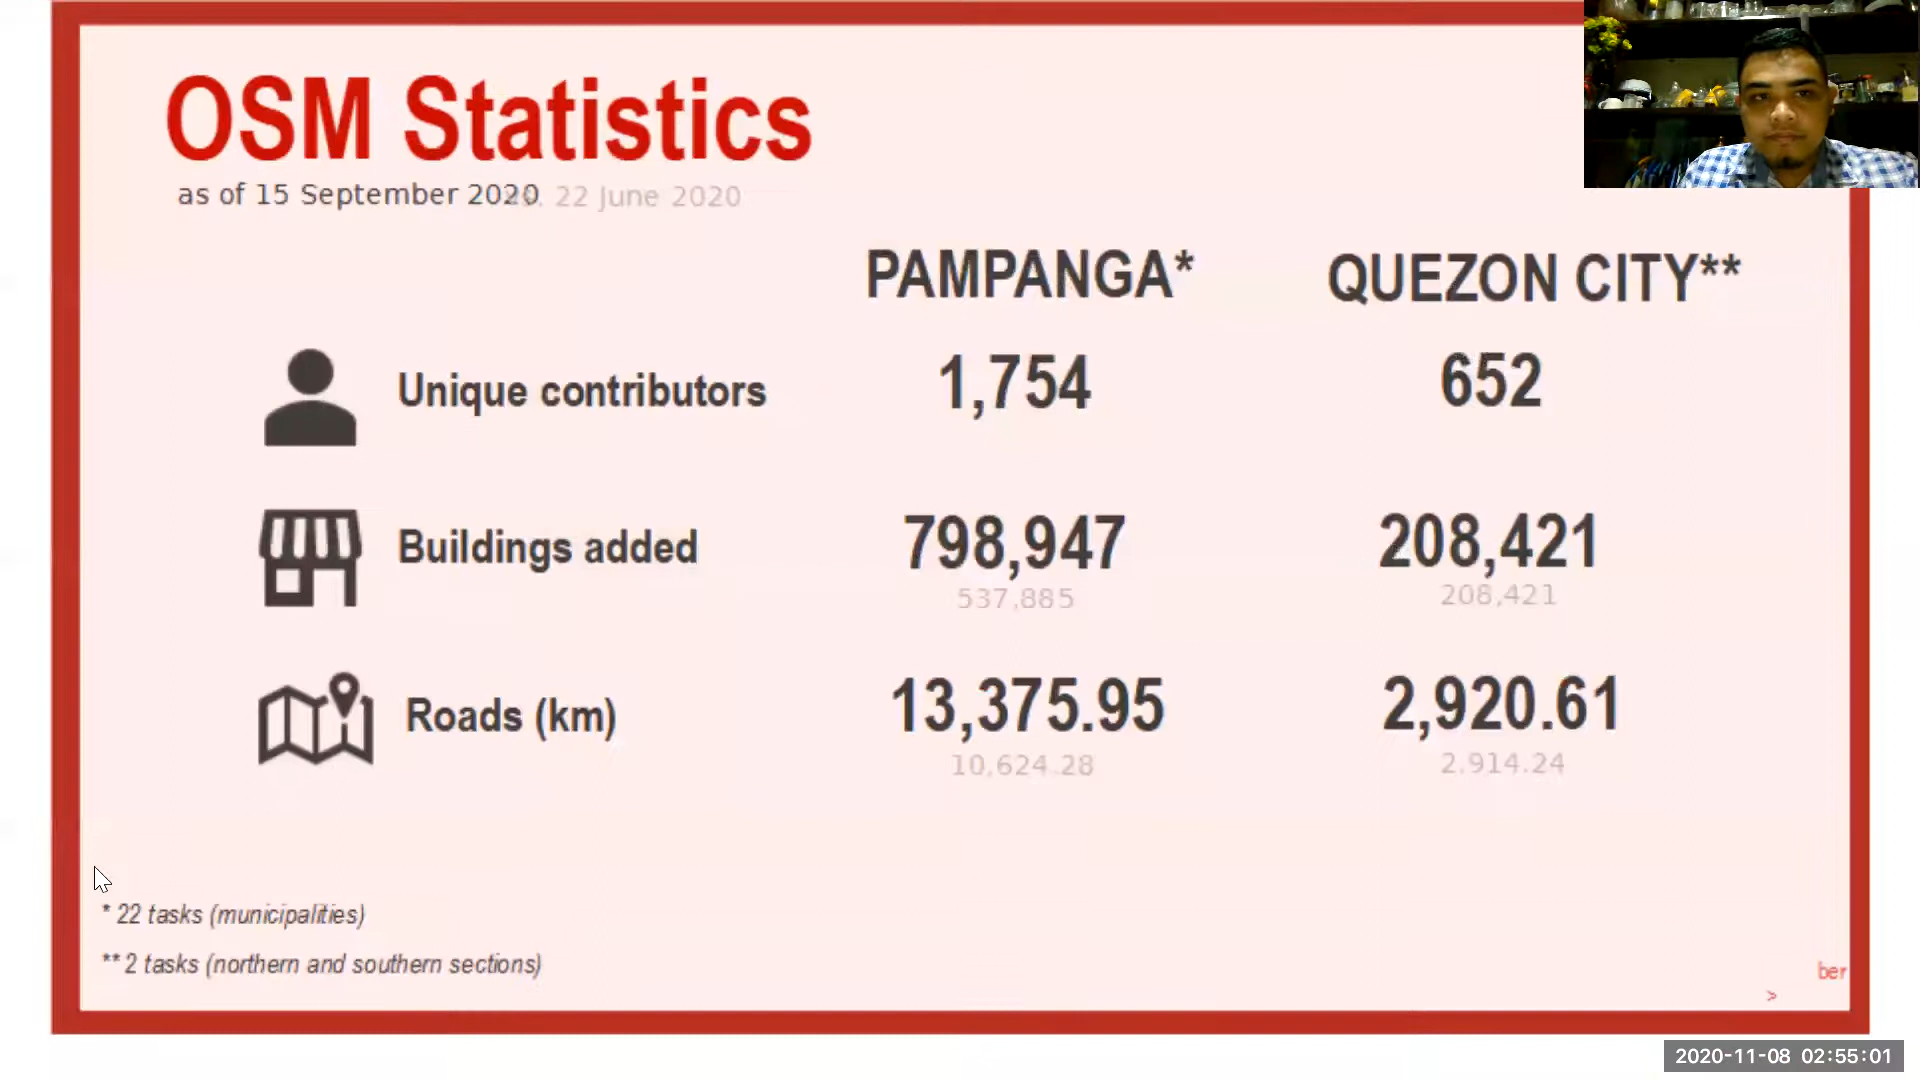 OSM Statistics
as of 15 September 2020 22 June 2020
PAMPANGA* QUEZON CITY**
Unique contributors 1,754 652
Buildings added 798,947 208,421
537,885 208,421
Roads (km) 13,375.95 2,920.61
10,624.28 2.914.24
* 22 tasks (municipalities)
** 2 tasks (northern and southern sections)
ber
>
2020-11-08 02:55:01